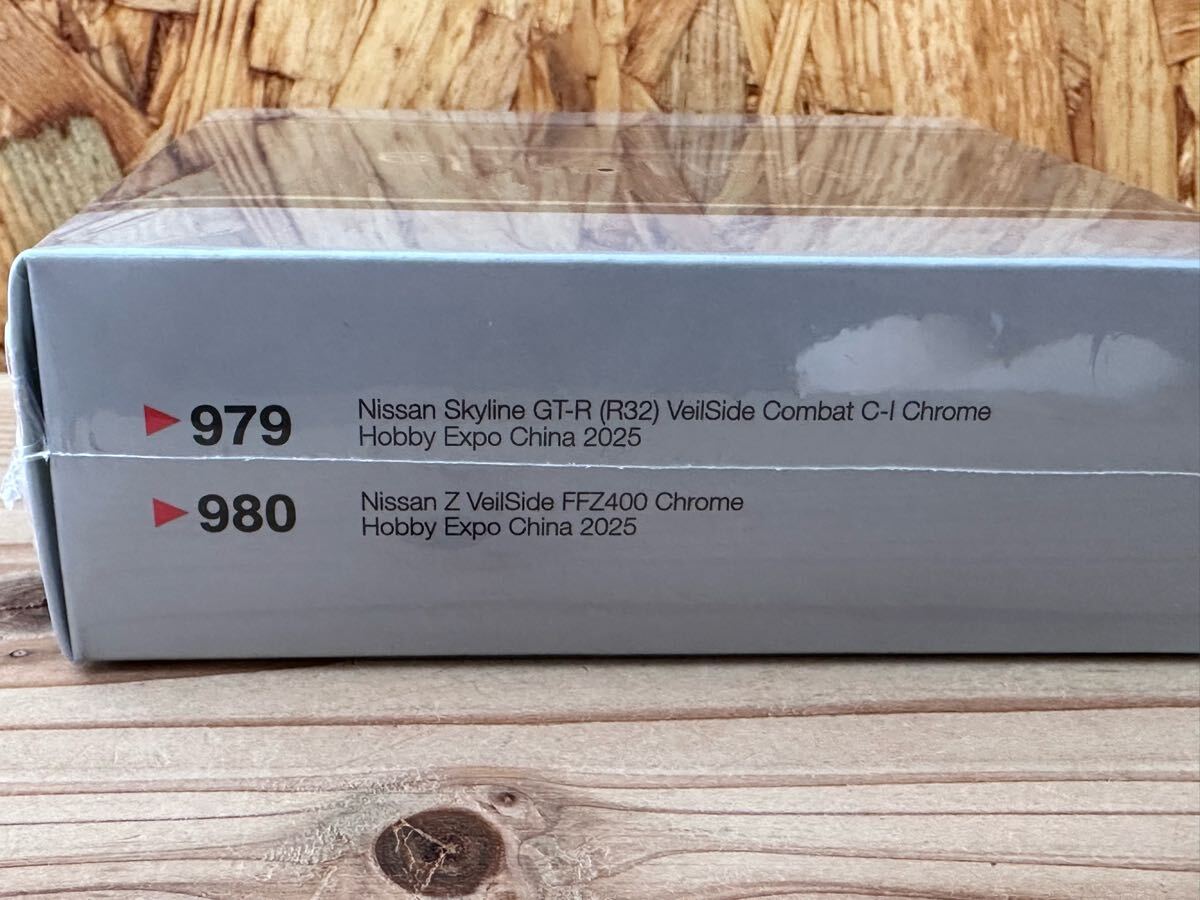 979 Nissan Skyline GT-R (R32) VeilSide Combat C-I Chrome
Hobby Expo China 2025
980 Nissan Z VeilSide FFZ400 Chrome
Hobby Expo China 2025